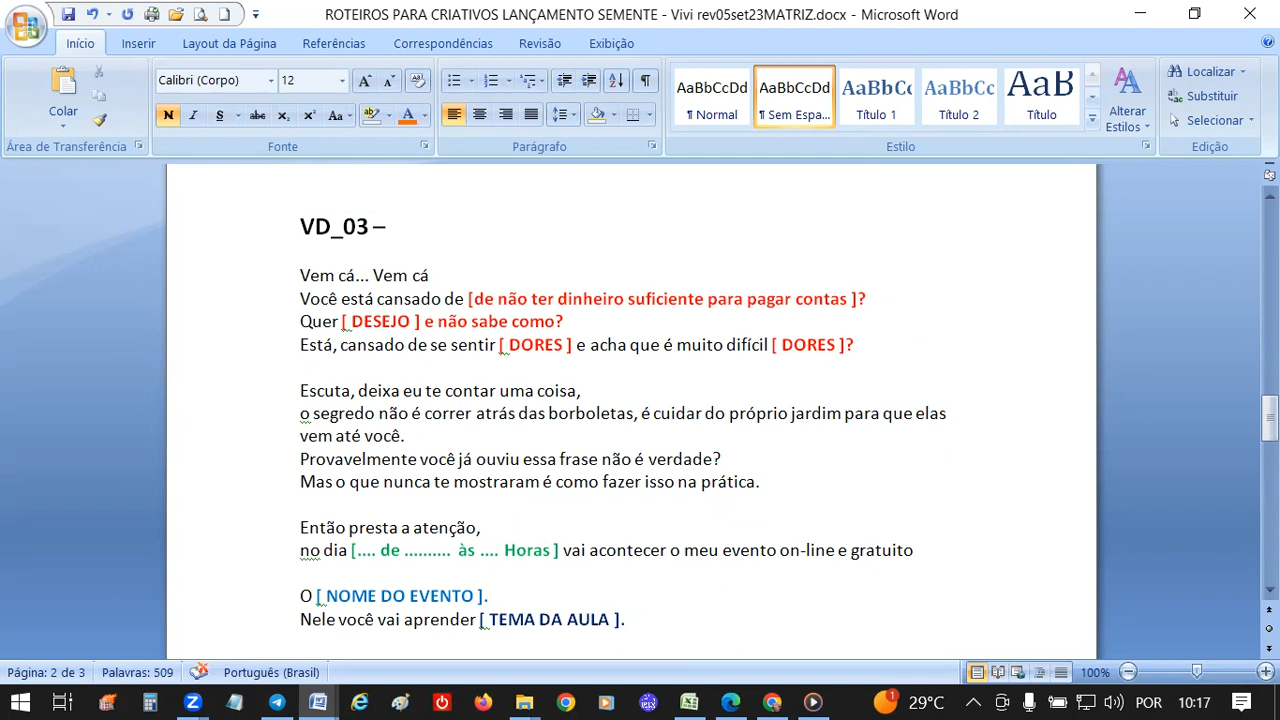 ROTEIROS PARA CRIATIVOS LANÇAMENTO SEMENTE - Vivi rev05set23MATRIZ.docx - Microsoft Word
Início Inserir Layout da Página Referências Correspondências Revisão Exibição
Colar
Calibri (Corpo) 12
N I S abc x₂ x² Aa A
AaBbCcDd AaBbCcDd AaBbCc AaBbCc AaB
¶ Normal ¶ Sem Espa... Título 1 Título 2 Título
Alterar Estilos
Localizar
Substituir
Selecionar
Área de Transferência Fonte Parágrafo Estilo Edição
VD_03 –
Vem cá... Vem cá
Você está cansado de [de não ter dinheiro suficiente para pagar contas ]?
Quer [ DESEJO ] e não sabe como?
Está, cansado de se sentir [ DORES ] e acha que é muito difícil [ DORES ]?
Escuta, deixa eu te contar uma coisa,
o segredo não é correr atrás das borboletas, é cuidar do próprio jardim para que elas
vem até você.
Provavelmente você já ouviu essa frase não é verdade?
Mas o que nunca te mostraram é como fazer isso na prática.
Então presta a atenção,
no dia [.... de .......... às .... Horas ] vai acontecer o meu evento on-line e gratuito
O [ NOME DO EVENTO ].
Nele você vai aprender [ TEMA DA AULA ].
Página: 2 de 3 Palavras: 509 Português (Brasil) 100%
1 29°C POR 10:17